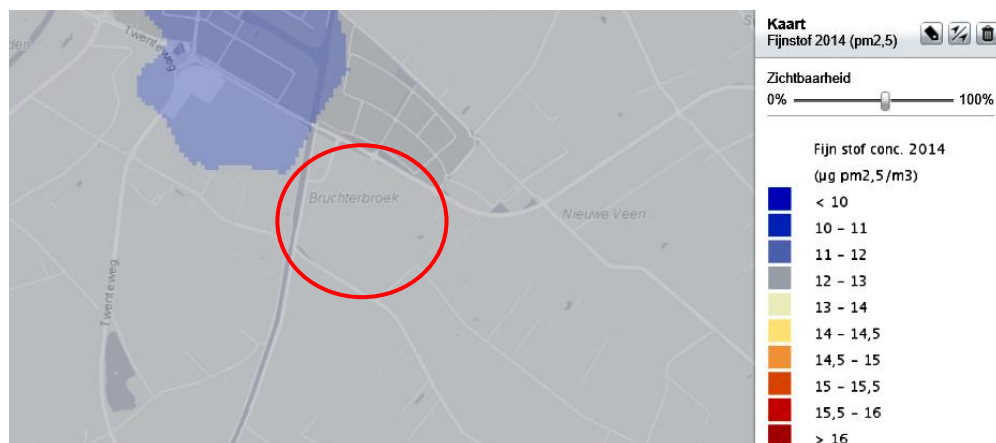 Twenteweg
den
Bruchterbroek
Nieuwe Veen
Twenteweg
Kaart
Fijnstof 2014 (pm2,5)
Zichtbaarheid
0% 100%
Fijn stof conc. 2014
(µg pm2,5/m3)
< 10
10 - 11
11 - 12
12 - 13
13 - 14
14 - 14,5
14,5 - 15
15 - 15,5
15,5 - 16
> 16